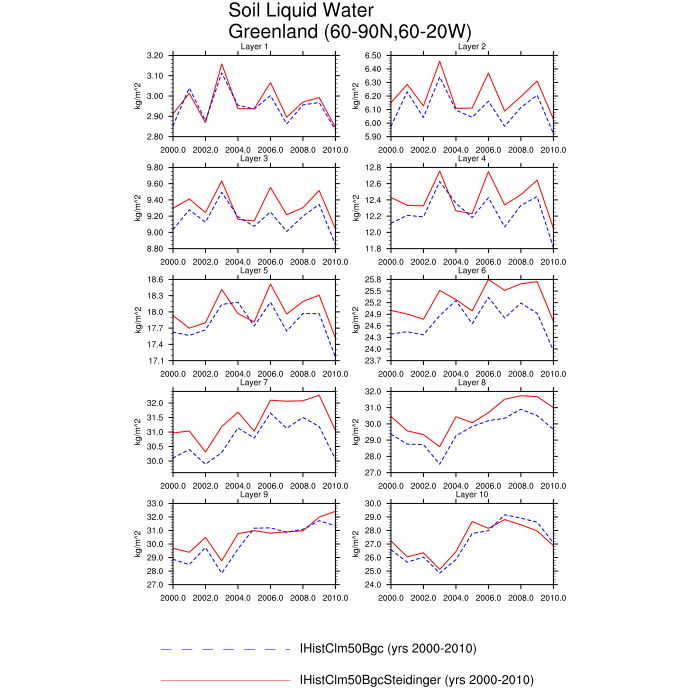 Soil Liquid Water
Greenland (60-90N,60-20W)
Layer 1
Layer 2
kg/m^2
3.20
3.10
3.00
2.90
2.80
2000.0 2002.0 2004.0 2006.0 2008.0 2010.0
kg/m^2
6.50
6.40
6.30
6.20
6.10
6.00
5.90
2000.0 2002.0 2004.0 2006.0 2008.0 2010.0
Layer 3
Layer 4
kg/m^2
9.80
9.60
9.40
9.20
9.00
8.80
2000.0 2002.0 2004.0 2006.0 2008.0 2010.0
kg/m^2
12.8
12.6
12.4
12.2
12.0
11.8
2000.0 2002.0 2004.0 2006.0 2008.0 2010.0
Layer 5
Layer 6
kg/m^2
18.6
18.3
18.0
17.7
17.4
17.1
2000.0 2002.0 2004.0 2006.0 2008.0 2010.0
kg/m^2
25.8
25.5
25.2
24.9
24.6
24.3
24.0
23.7
2000.0 2002.0 2004.0 2006.0 2008.0 2010.0
Layer 7
Layer 8
kg/m^2
32.0
31.5
31.0
30.5
30.0
2000.0 2002.0 2004.0 2006.0 2008.0 2010.0
kg/m^2
32.0
31.0
30.0
29.0
28.0
27.0
2000.0 2002.0 2004.0 2006.0 2008.0 2010.0
Layer 9
Layer 10
kg/m^2
33.0
32.0
31.0
30.0
29.0
28.0
27.0
2000.0 2002.0 2004.0 2006.0 2008.0 2010.0
kg/m^2
30.0
29.0
28.0
27.0
26.0
25.0
24.0
2000.0 2002.0 2004.0 2006.0 2008.0 2010.0
IHistClm50Bgc (yrs 2000-2010)
IHistClm50BgcSteidinger (yrs 2000-2010)